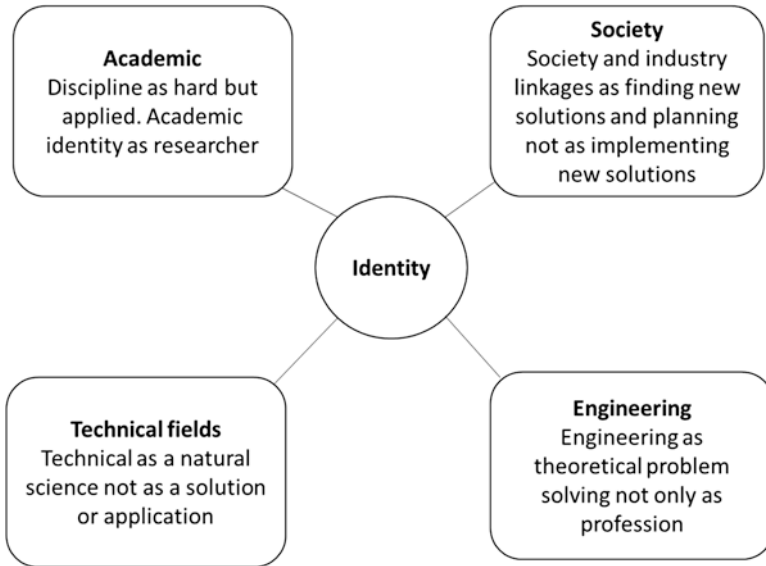 Academic
Discipline as hard but
applied. Academic
identity as researcher
Society
Society and industry
linkages as finding new
solutions and planning
not as implementing
new solutions
Identity
Technical fields
Technical as a natural
science not as a solution
or application
Engineering
Engineering as
theoretical problem
solving not only as
profession